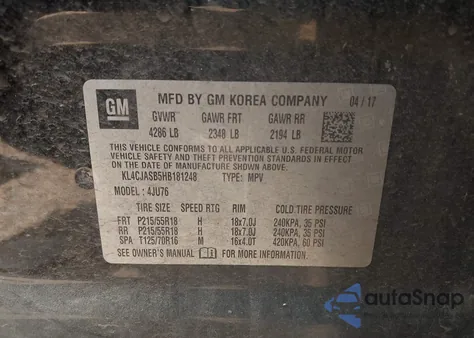 GM
MFD BY GM KOREA COMPANY 04 / 17
GVWR GAWR FRT GAWR RR
4286 LB 2348 LB 2194 LB
THIS VEHICLE CONFORMS TO ALL APPLICABLE U.S. FEDERAL MOTOR
VEHICLE SAFETY, BUMPER, AND THEFT PREVENTION STANDARDS IN EFFECT
ON THE DATE OF MANUFACTURE SHOWN ABOVE.
KL4CJASB5HB181248 TYPE: MPV
MODEL: 4JU76
TIRE SIZE SPEED RTG RIM COLD TIRE PRESSURE
FRT P215/55R18 H 18x7.0J 240KPA, 35 PSI
RR P215/55R18 H 18x7.0J 240KPA, 35 PSI
SPA T125/70R16 M 16x4.0T 420KPA, 60 PSI
SEE OWNER'S MANUAL FOR MORE INFORMATION.
autoSnap